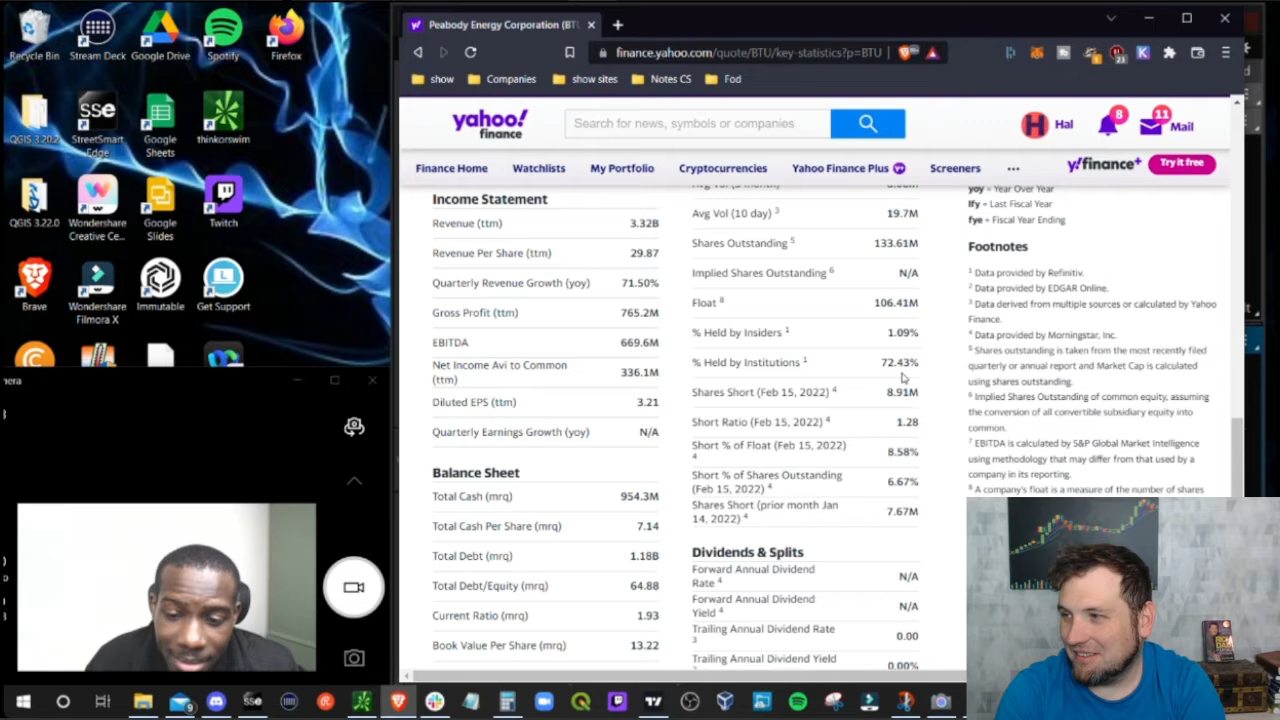 Recycle Bin
Stream Deck
Google Drive
Spotify
Firefox
QGIS 3.20.2
sse
StreetSmart
Edge
Google
Sheets
thinkorswim
QGIS 3.22.0
Wondershare
Creative Ce...
Google
Slides
Twitch
Brave
Wondershare
Filmora X
Immutable
Get Support
mera
Peabody Energy Corporation (BTU
finance.yahoo.com/quote/BTU/key-statistics?p=BTU
show
Companies
show sites
Notes CS
Fod
yahoo!
finance
Search for news, symbols or companies
H
Hal
8
11
Mail
Finance Home
Watchlists
My Portfolio
Cryptocurrencies
Yahoo Finance Plus
Screeners
...
y!finance+
Try it free
Income Statement
Revenue (ttm) 3.32B
Revenue Per Share (ttm) 29.87
Quarterly Revenue Growth (yoy) 71.50%
Gross Profit (ttm) 765.2M
EBITDA 669.6M
Net Income Avi to Common
(ttm) 336.1M
Diluted EPS (ttm) 3.21
Quarterly Earnings Growth (yoy) N/A
Balance Sheet
Total Cash (mrq) 954.3M
Total Cash Per Share (mrq) 7.14
Total Debt (mrq) 1.18B
Total Debt/Equity (mrq) 64.88
Current Ratio (mrq) 1.93
Book Value Per Share (mrq) 13.22
Avg Vol (10 day) 3 19.7M
Shares Outstanding 5 133.61M
Implied Shares Outstanding 6 N/A
Float 8 106.41M
% Held by Insiders 1 1.09%
% Held by Institutions 1 72.43%
Shares Short (Feb 15, 2022) 4 8.91M
Short Ratio (Feb 15, 2022) 4 1.28
Short % of Float (Feb 15, 2022)
4 8.58%
Short % of Shares Outstanding
(Feb 15, 2022) 4 6.67%
Shares Short (prior month Jan
14, 2022) 4 7.67M
Dividends & Splits
Forward Annual Dividend
Rate 4 N/A
Forward Annual Dividend
Yield 4 N/A
Trailing Annual Dividend Rate
3 0.00
Trailing Annual Dividend Yield
0.00%
yoy = Year Over Year
lfy = Last Fiscal Year
fye = Fiscal Year Ending
Footnotes
1 Data provided by Refinitiv.
2 Data provided by EDGAR Online.
3 Data derived from multiple sources or calculated by Yahoo
Finance.
4 Data provided by Morningstar, Inc.
5 Shares outstanding is taken from the most recently filed
quarterly or annual report and Market Cap is calculated
using shares outstanding.
6 Implied Shares Outstanding of common equity, assuming
the conversion of all convertible subsidiary equity into
common.
7 EBITDA is calculated by S&P Global Market Intelligence
using methodology that may differ from that used by a
company in its reporting.
8 A company's float is a measure of the number of shares